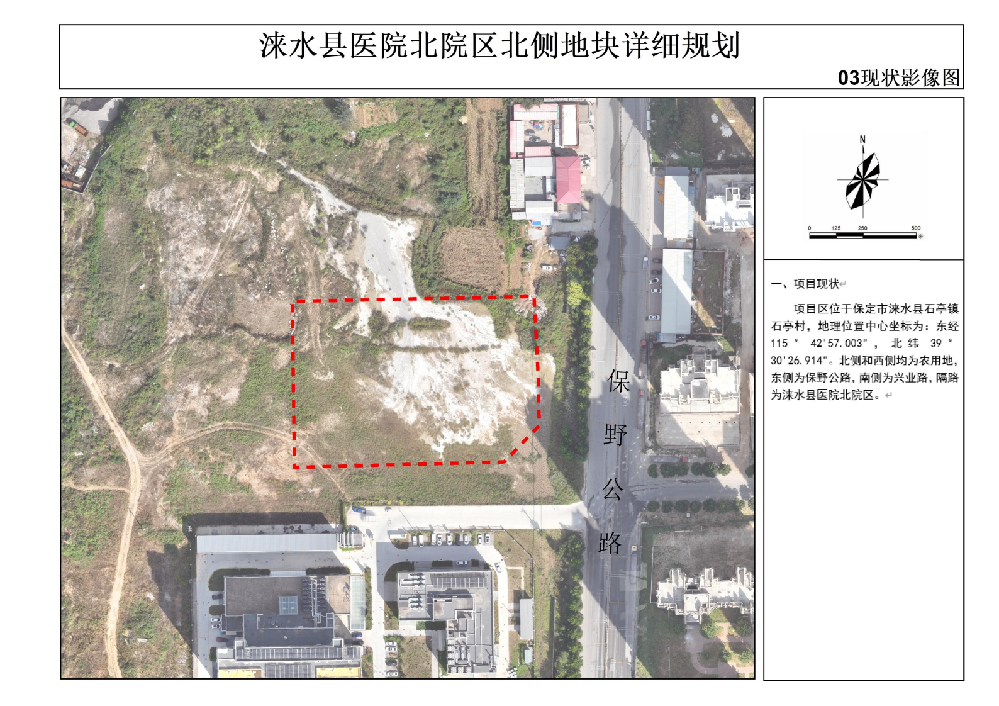 涞水县医院北院区北侧地块详细规划
03现状影像图
N
0 125 250 500
米
一、项目现状
项目区位于保定市涞水县石亭镇
石亭村，地理位置中心坐标为：东经
115 ° 42'57.003"，北纬 39 °
30'26.914"。北侧和西侧均为农用地，
东侧为保野公路，南侧为兴业路，隔路
为涞水县医院北院区。
保
野
公
路